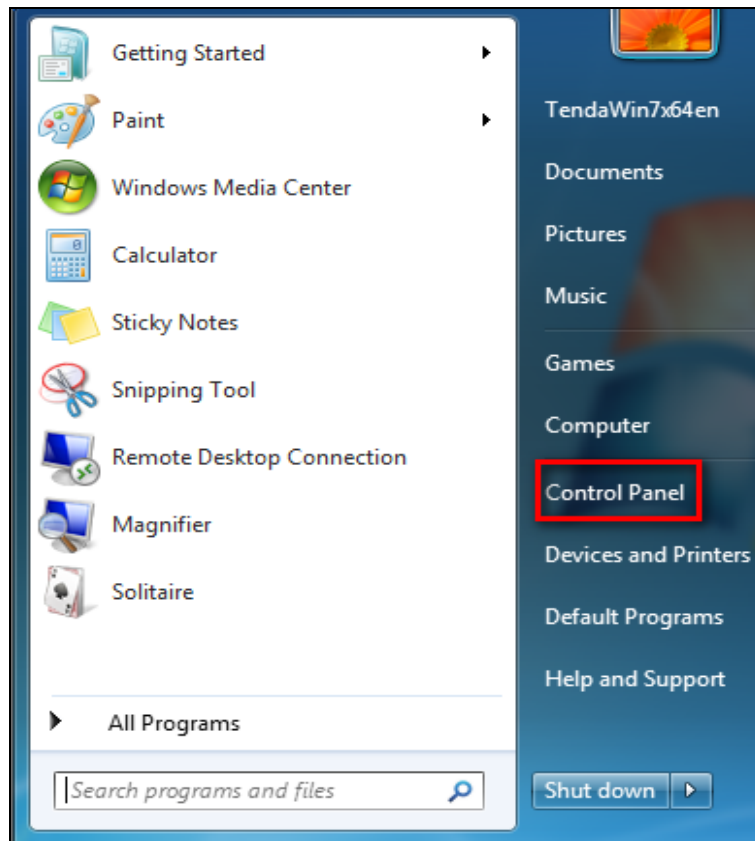 Getting Started
Paint
Windows Media Center
Calculator
Sticky Notes
Snipping Tool
Remote Desktop Connection
Magnifier
Solitaire
All Programs
Search programs and files
TendaWin7x64en
Documents
Pictures
Music
Games
Computer
Control Panel
Devices and Printers
Default Programs
Help and Support
Shut down